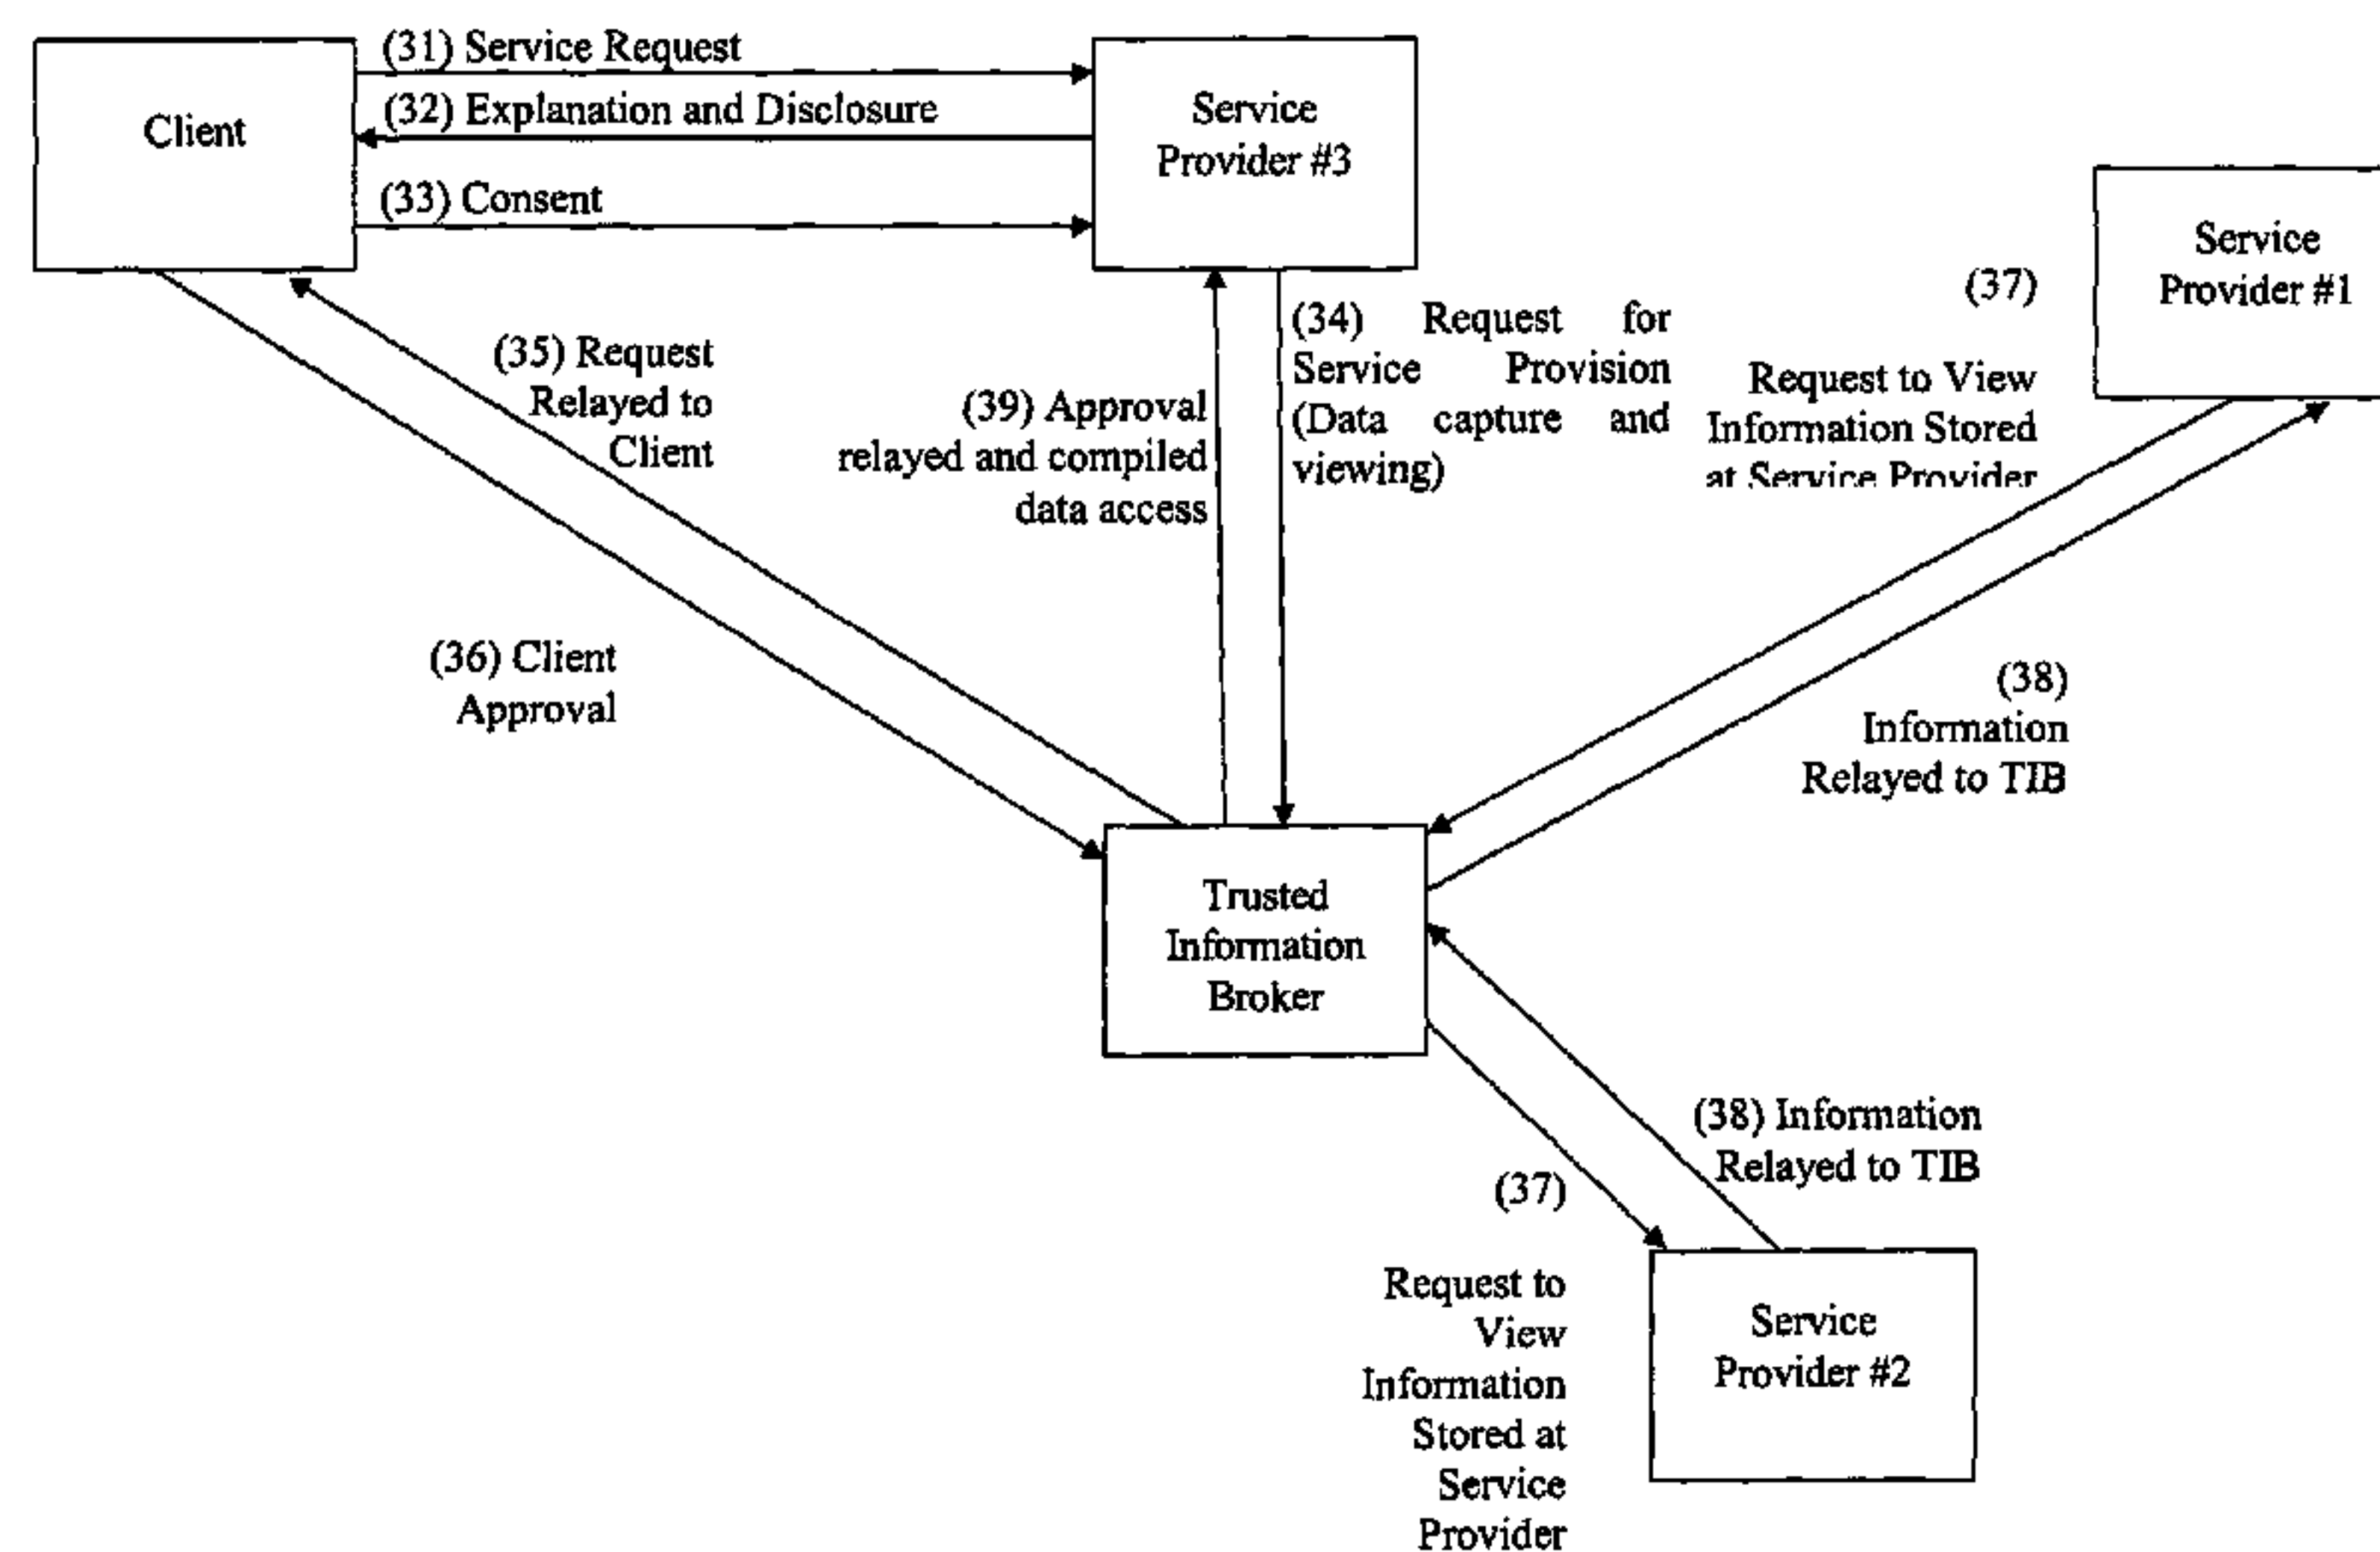 (31) Service Request
(32) Explanation and Disclosure
(33) Consent
Client
Service
Provider #3
Service
Provider #1
(37)
Request to View
Information Stored
at Service Provider
(34) Request for
Service Provision
(Data capture and
viewing)
(35) Request
Relayed to
Client
(39) Approval
relayed and compiled
data access
(36) Client
Approval
(38)
Information
Relayed to TIB
Trusted
Information
Broker
(38) Information
Relayed to TIB
(37)
Request to
View
Information
Stored at
Service
Provider
Service
Provider #2